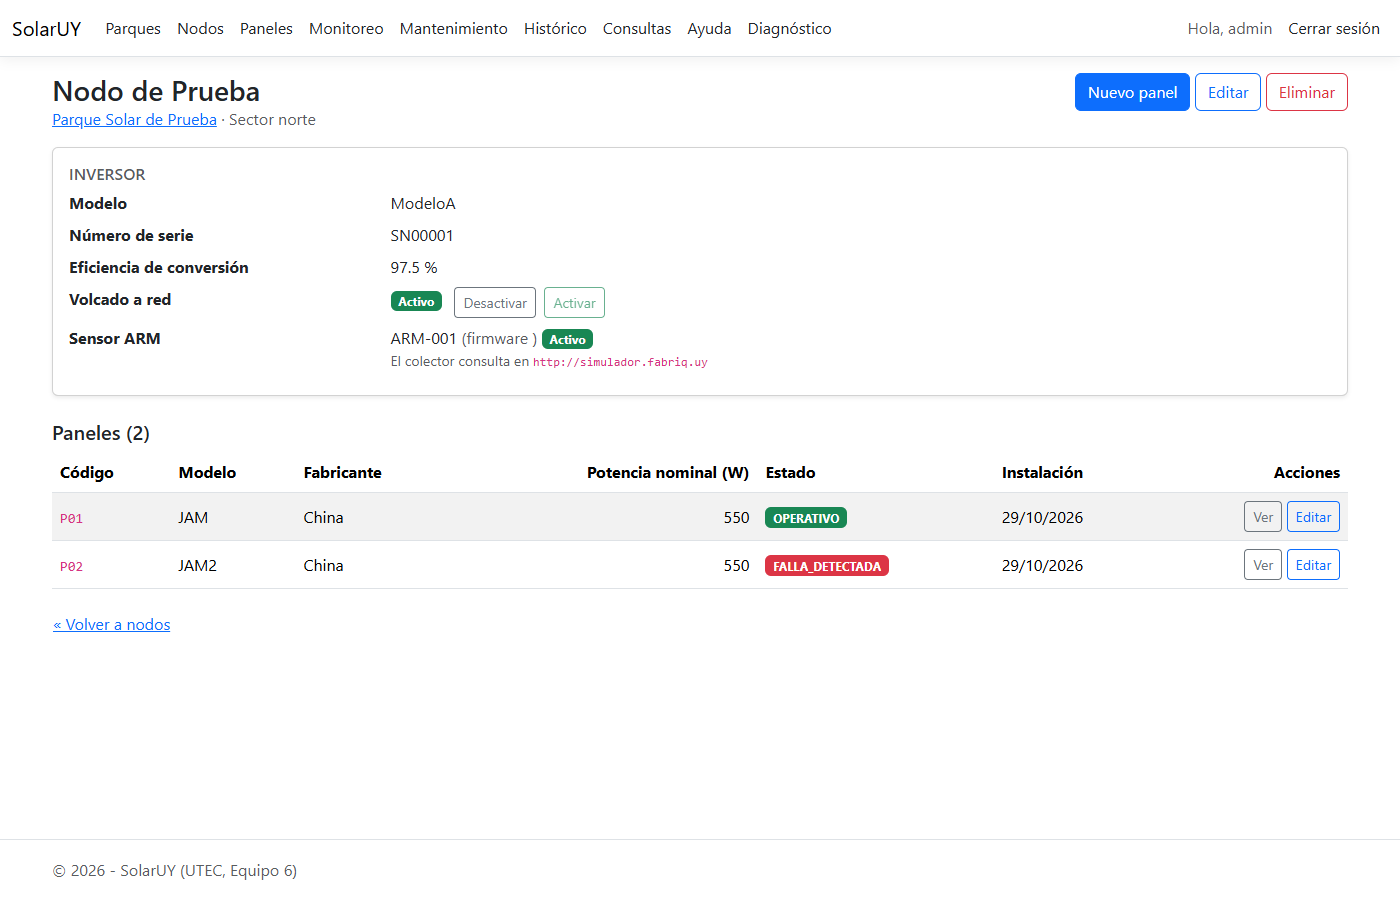 SolarUY Parques Nodos Paneles Monitoreo Mantenimiento Histórico Consultas Ayuda Diagnóstico Hola, admin Cerrar sesión
Nodo de Prueba
Nuevo panel Editar Eliminar
Parque Solar de Prueba · Sector norte
INVERSOR
Modelo ModeloA
Número de serie SN00001
Eficiencia de conversión 97.5 %
Volcado a red Activo Desactivar Activar
Sensor ARM ARM-001 (firmware ) Activo
El colector consulta en http://simulador.fabriq.uy
Paneles (2)
Código Modelo Fabricante Potencia nominal (W) Estado Instalación Acciones
P01 JAM China 550 OPERATIVO 29/10/2026 Ver Editar
P02 JAM2 China 550 FALLA_DETECTADA 29/10/2026 Ver Editar
« Volver a nodos
© 2026 - SolarUY (UTEC, Equipo 6)